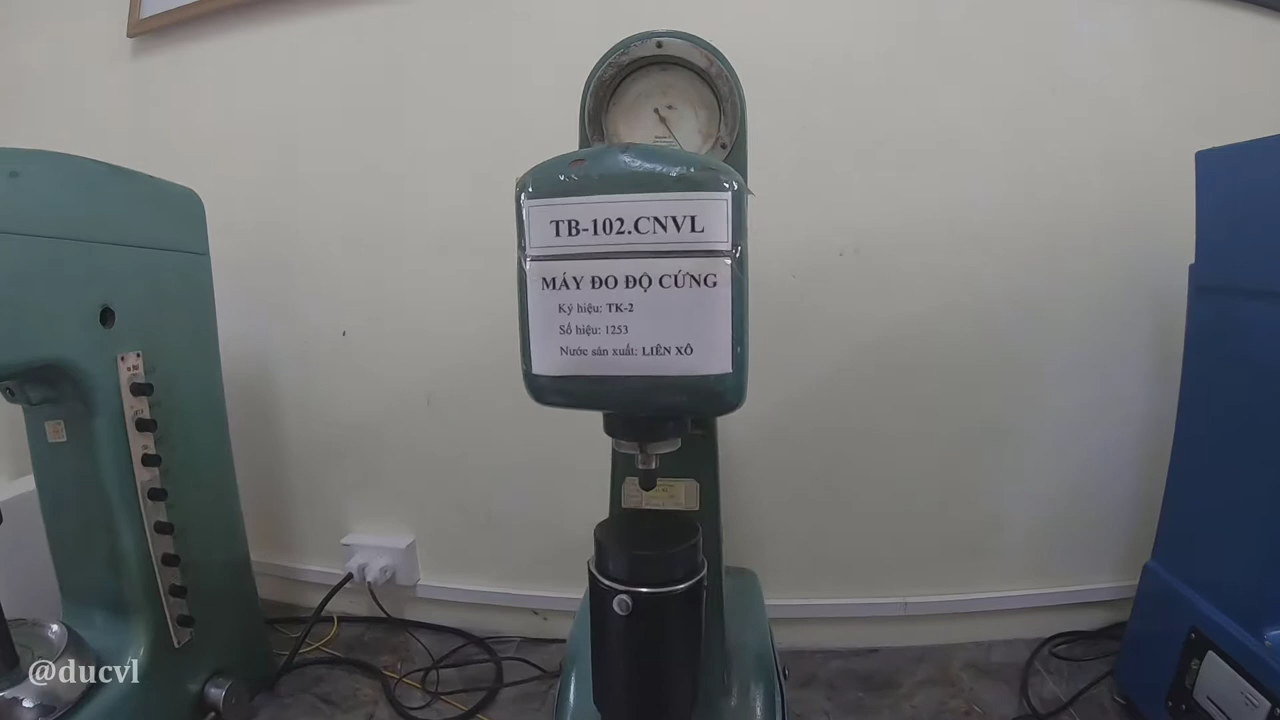 TB-102.CNVL
MÁY ĐO ĐỘ CỨNG
Ký hiệu: TK-2
Số hiệu: 1253
Nước sản xuất: LIÊN XÔ
@ducvl